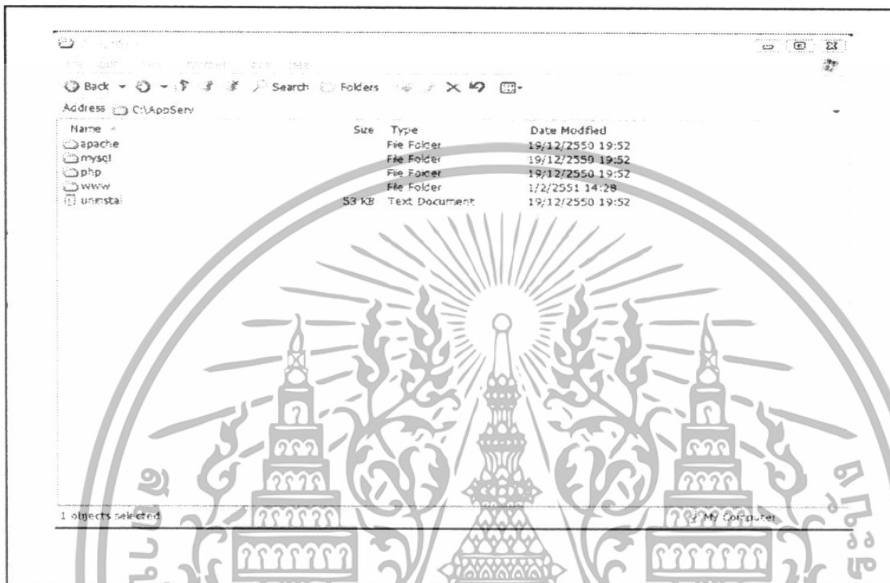 Back Search Folders
Address C:\AppServ
Name Size Type Date Modified
apache File Folder 19/12/2550 19:52
mysql File Folder 19/12/2550 19:52
php File Folder 19/12/2550 19:52
www File Folder 1/2/2551 14:28
uninstal 53 KB Text Document 19/12/2550 19:52
1 objects selected My Computer